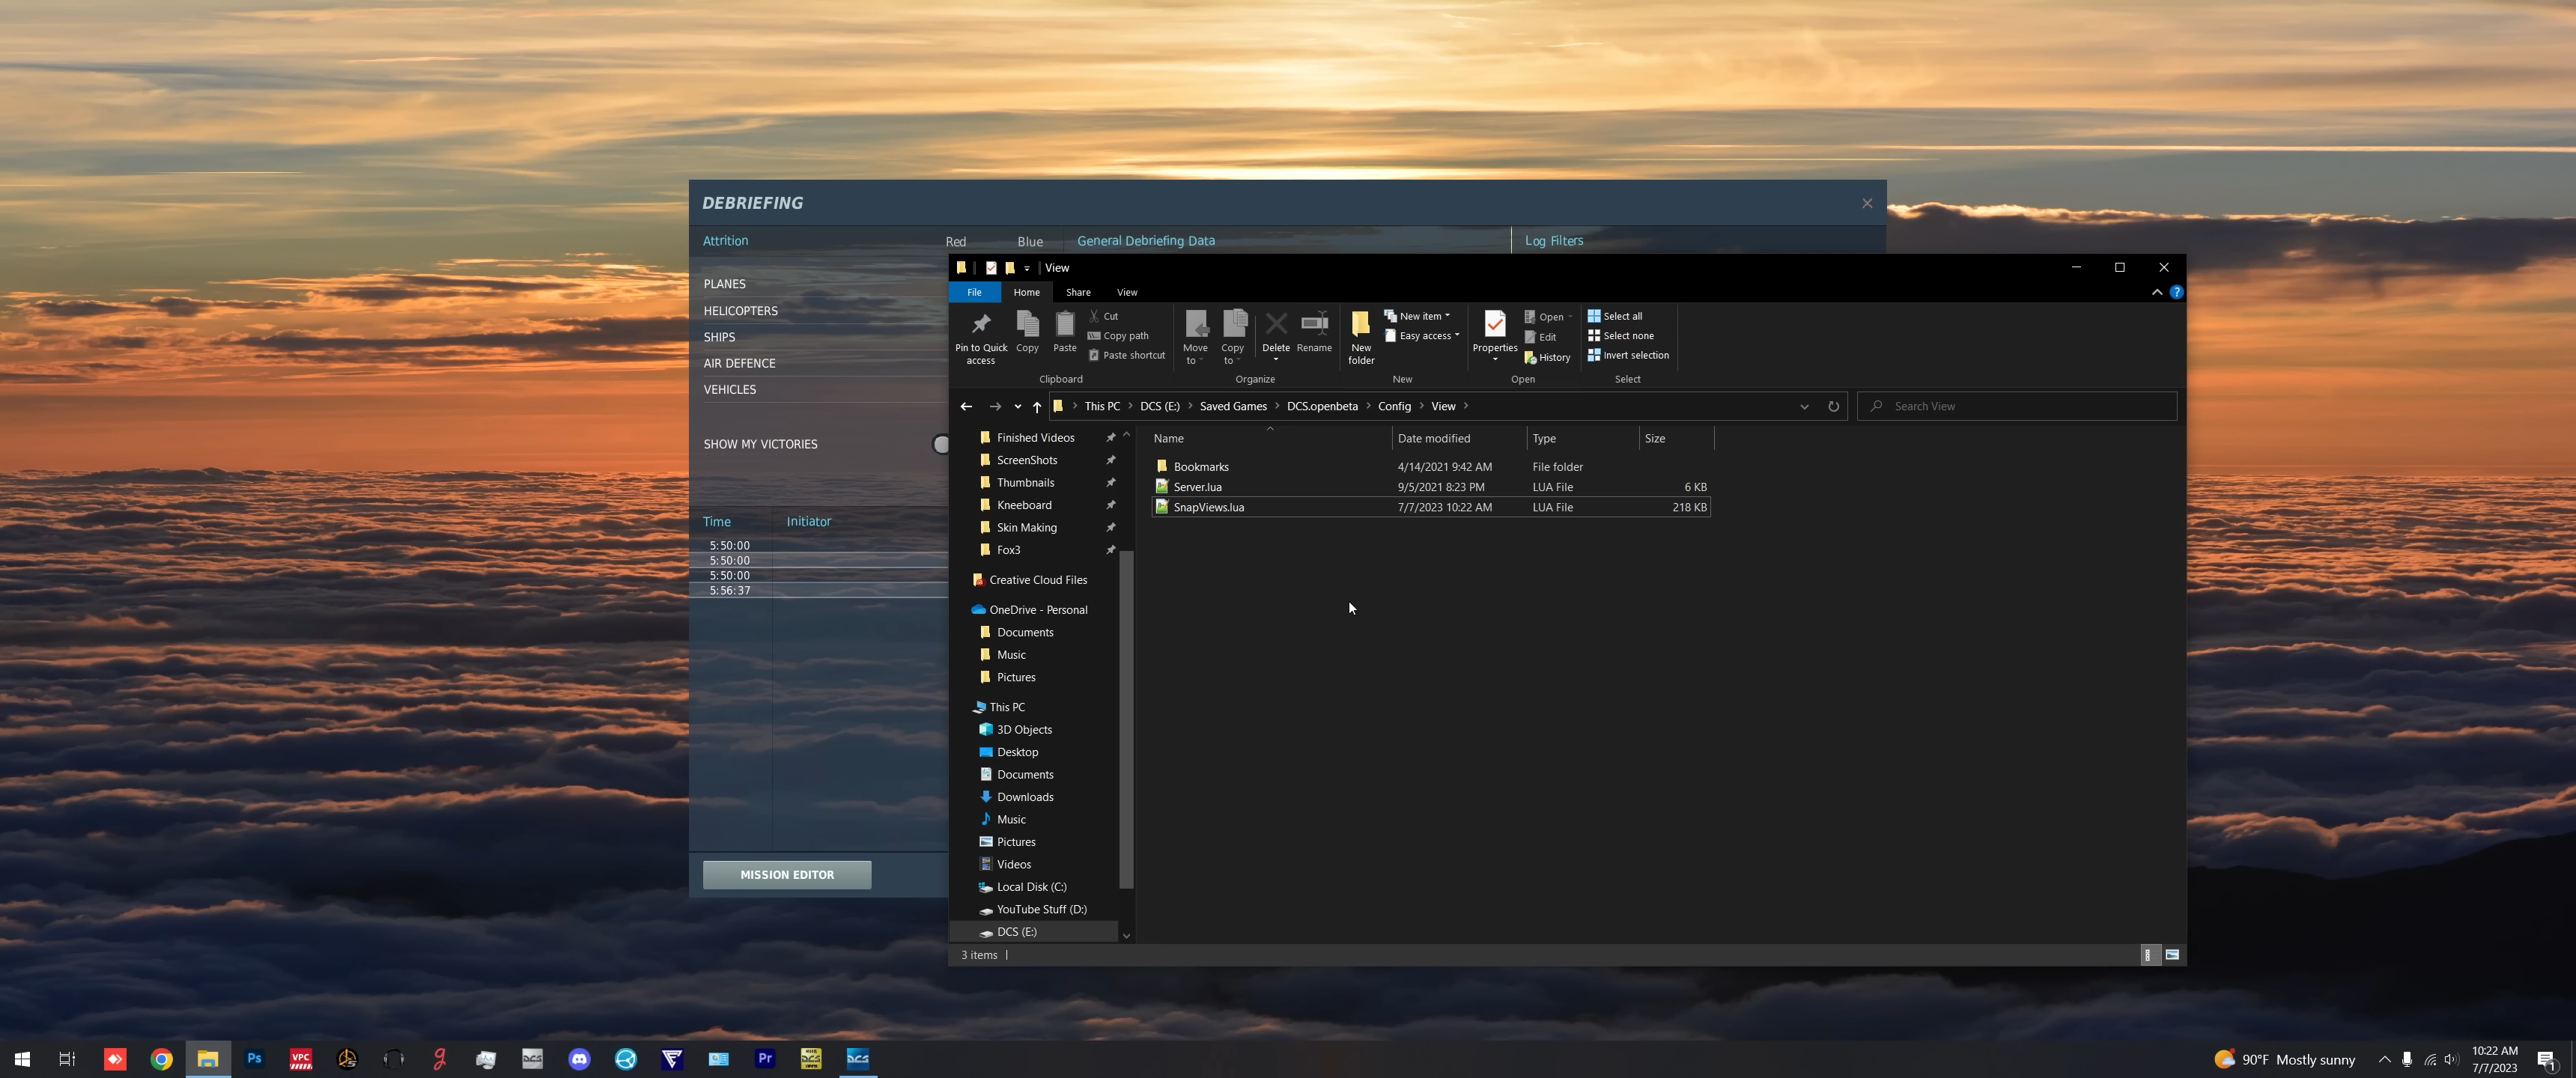 DEBRIEFING
Attrition Red Blue General Debriefing Data Log Filters
PLANES
HELICOPTERS
SHIPS
AIR DEFENCE
VEHICLES
SHOW MY VICTORIES
Time Initiator
5:50:00
5:50:00
5:50:00
5:56:37
MISSION EDITOR
View
File Home Share View
Pin to Quick access
Copy
Paste
Cut
Copy path
Paste shortcut
Clipboard
Move to
Copy to
Delete
Rename
Organize
New folder
New item
Easy access
New
Properties
Open
Edit
History
Open
Select all
Select none
Invert selection
Select
This PC DCS (E:) Saved Games DCS.openbeta Config View
Search View
Finished Videos
ScreenShots
Thumbnails
Kneeboard
Skin Making
Fox3
Creative Cloud Files
OneDrive - Personal
Documents
Music
Pictures
This PC
3D Objects
Desktop
Documents
Downloads
Music
Pictures
Videos
Local Disk (C:)
YouTube Stuff (D:)
DCS (E:)
Name Date modified Type Size
Bookmarks 4/14/2021 9:42 AM File folder
Server.lua 9/5/2021 8:23 PM LUA File 6 KB
SnapViews.lua 7/7/2023 10:22 AM LUA File 218 KB
3 items
Ps
VPC
DCS
Pr
DCS
DCS
90°F Mostly sunny
10:22 AM
7/7/2023
1